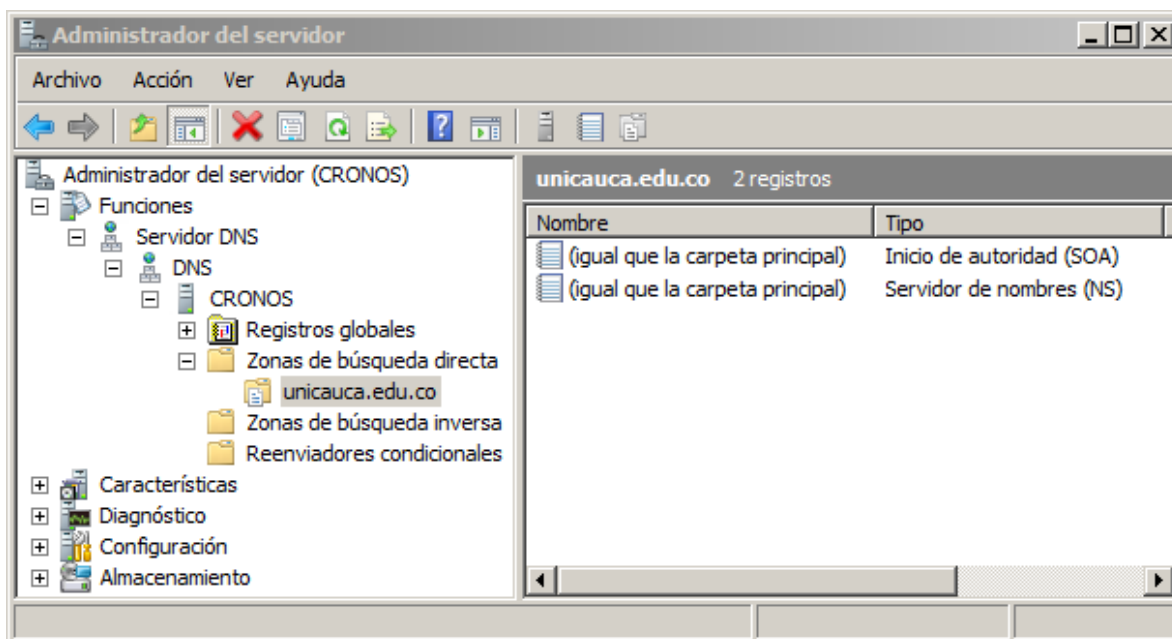 Administrador del servidor
Archivo Acción Ver Ayuda
Administrador del servidor (CRONOS)
Funciones
Servidor DNS
DNS
CRONOS
Registros globales
Zonas de búsqueda directa
unicauca.edu.co
Zonas de búsqueda inversa
Reenviadores condicionales
Características
Diagnóstico
Configuración
Almacenamiento
unicauca.edu.co 2 registros
Nombre Tipo
(igual que la carpeta principal) Inicio de autoridad (SOA)
(igual que la carpeta principal) Servidor de nombres (NS)